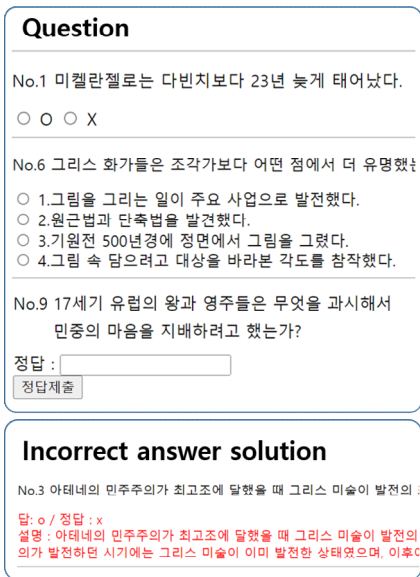 Question
No.1 미켈란젤로는 다빈치보다 23년 늦게 태어났다.
O X
No.6 그리스 화가들은 조각가보다 어떤 점에서 더 유명했는
1.그림을 그리는 일이 주요 사업으로 발전했다.
2.원근법과 단축법을 발견했다.
3.기원전 500년경에 정면에서 그림을 그렸다.
4.그림 속 담으려고 대상을 바라본 각도를 참작했다.
No.9 17세기 유럽의 왕과 영주들은 무엇을 과시해서
민중의 마음을 지배하려고 했는가?
정답 :
정답제출
Incorrect answer solution
No.3 아테네의 민주주의가 최고조에 달했을 때 그리스 미술이 발전의
답: o / 정답 : x
설명 : 아테네의 민주주의가 최고조에 달했을 때 그리스 미술이 발전의
의가 발전하던 시기에는 그리스 미술이 이미 발전한 상태였으며, 이후